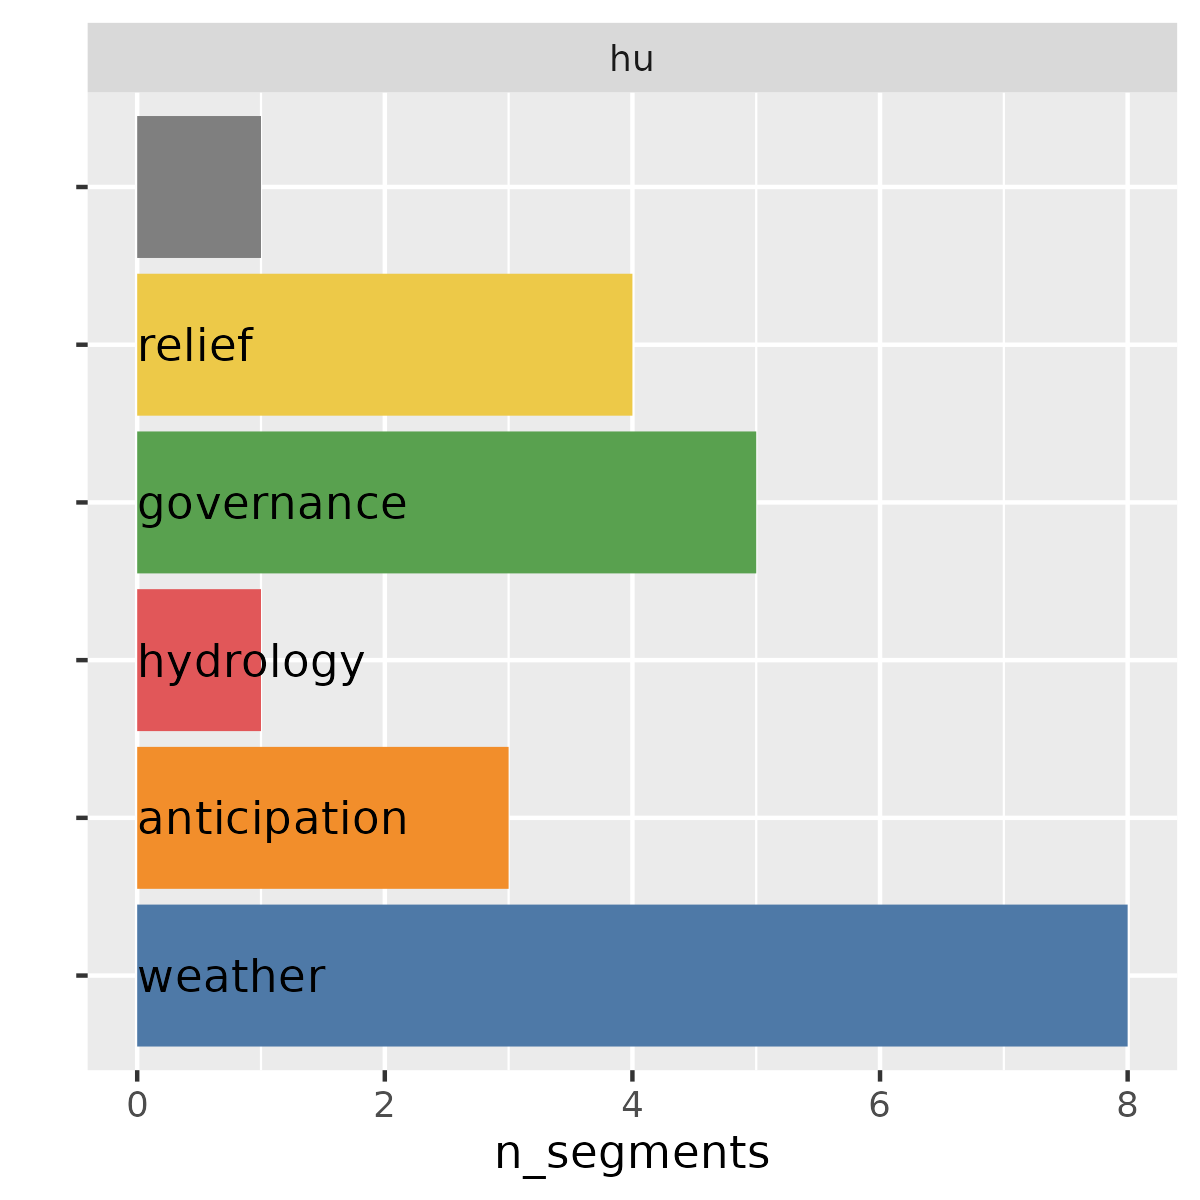 hu
relief
governance
hydrology
anticipation
weather
0 2 4 6 8
n_segments